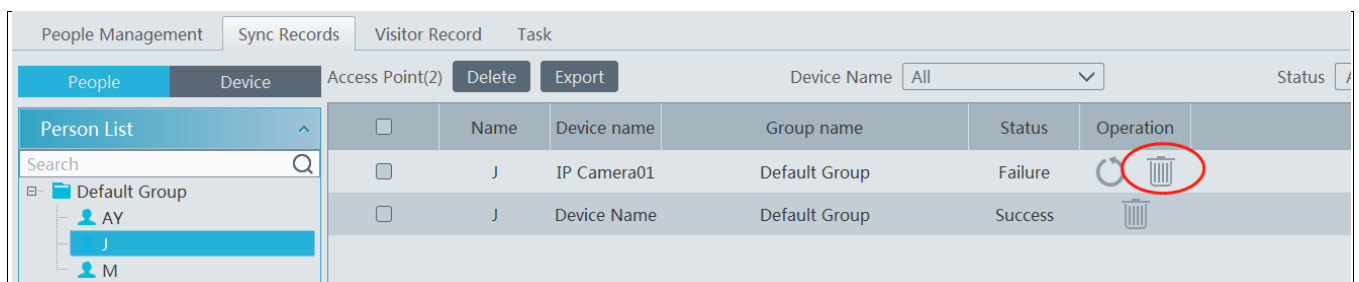 People Management Sync Records Visitor Record Task
People Device Access Point(2) Delete Export Device Name All Status
Person List Name Device name Group name Status Operation
Search
J IP Camera01 Default Group Failure
Default Group
AY J Device Name Default Group Success
J
M